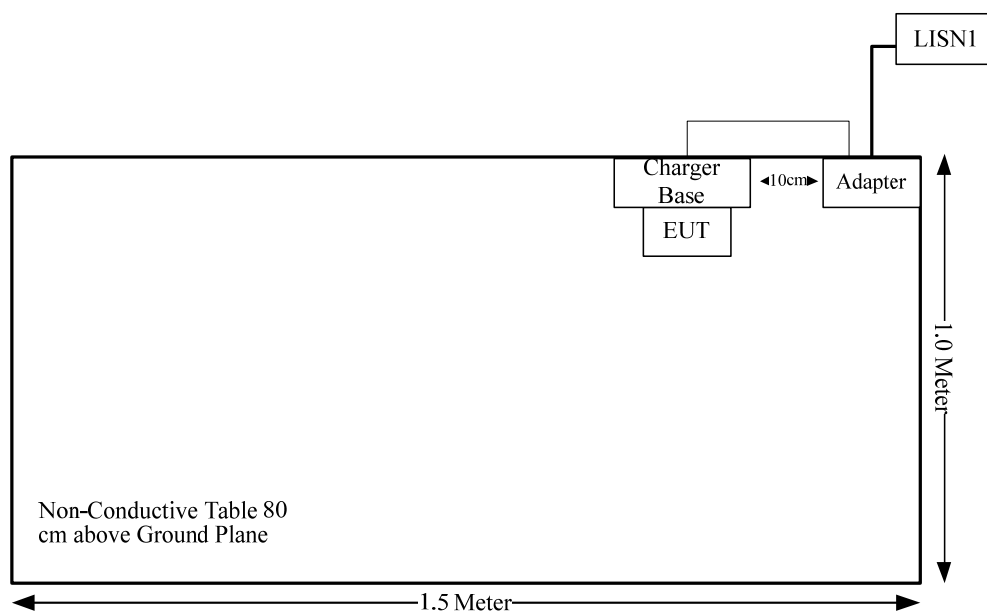 LISN1
Charger
Base
10cm
Adapter
EUT
1.0 Meter
Non-Conductive Table 80
cm above Ground Plane
1.5 Meter